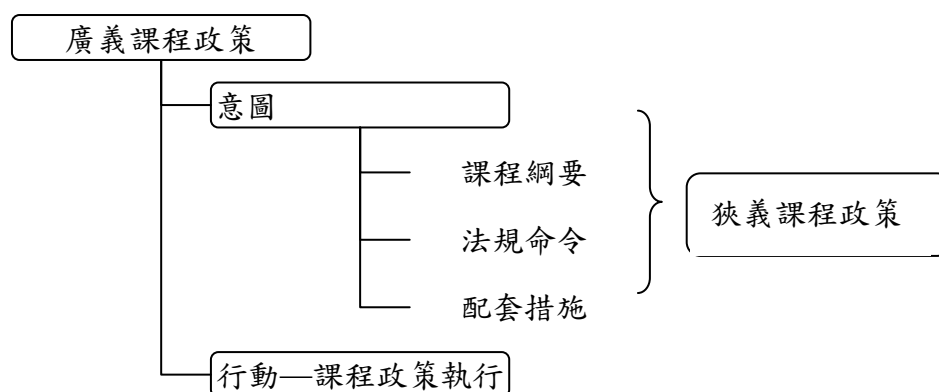 廣義課程政策
意圖
課程綱要
法規命令
配套措施
狹義課程政策
行動—課程政策執行